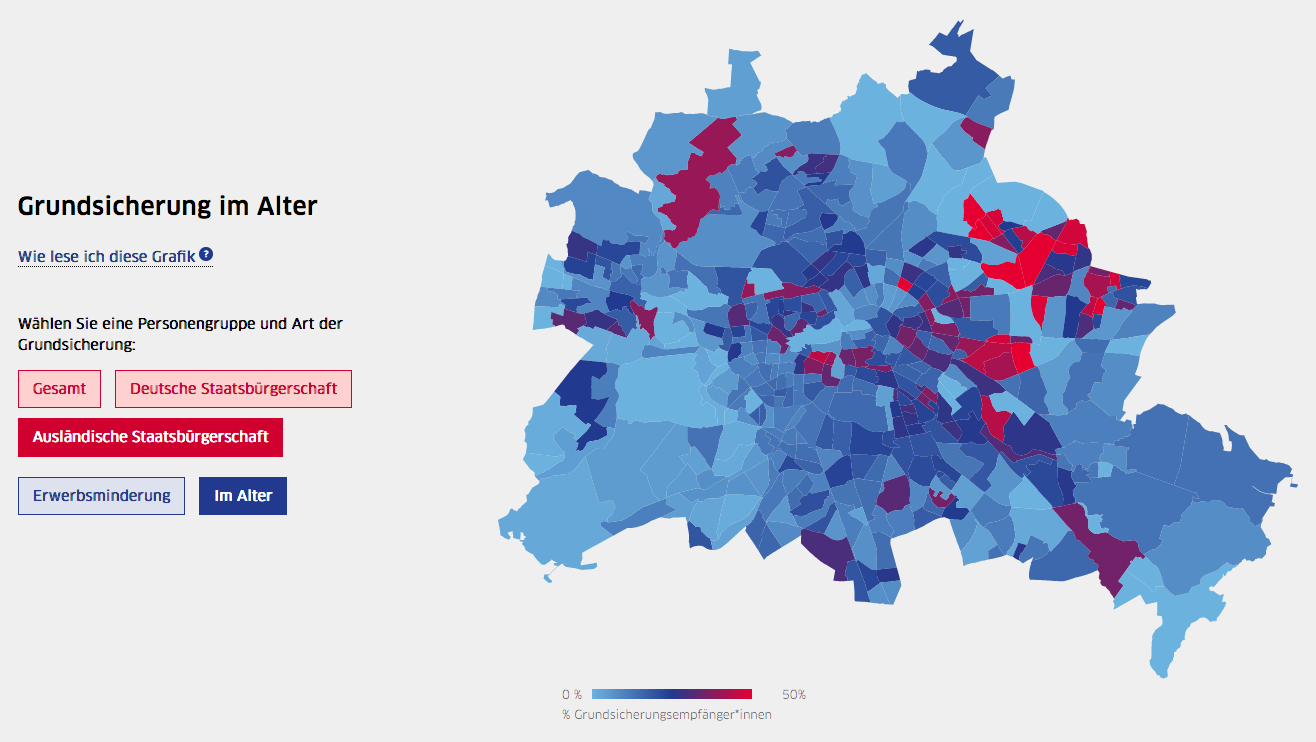 Grundsicherung im Alter
Wie lese ich diese Grafik ?
Wählen Sie eine Personengruppe und Art der
Grundsicherung:
Gesamt
Deutsche Staatsbürgerschaft
Ausländische Staatsbürgerschaft
Erwerbsminderung
Im Alter
0 %
50%
% Grundsicherungsempfänger*innen